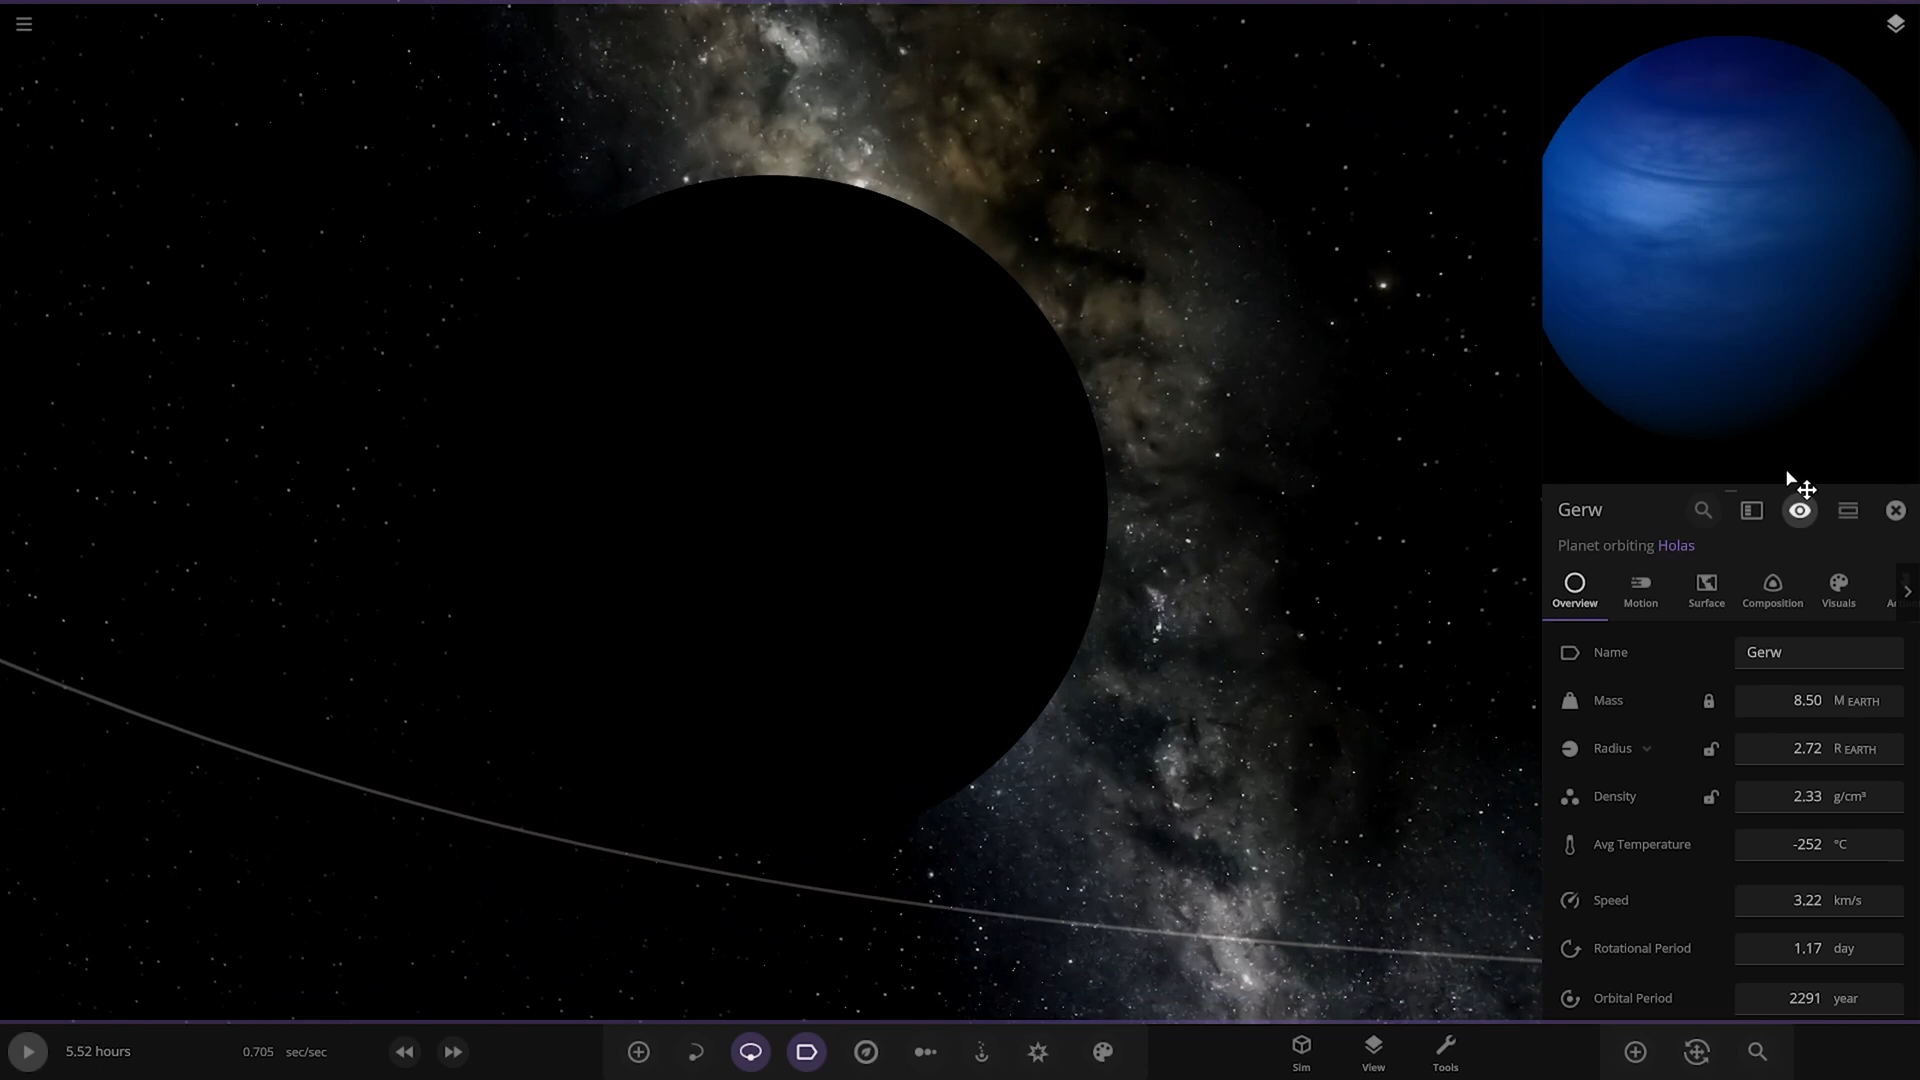 Gerw
Planet orbiting Holas
Overview Motion Surface Composition Visuals
Name Gerw
Mass 8.50 M EARTH
Radius 2.72 R EARTH
Density 2.33 g/cm³
Avg Temperature -252 °C
Speed 3.22 km/s
Rotational Period 1.17 day
Orbital Period 2291 year
5.52 hours 0.705 sec/sec Sim View Tools